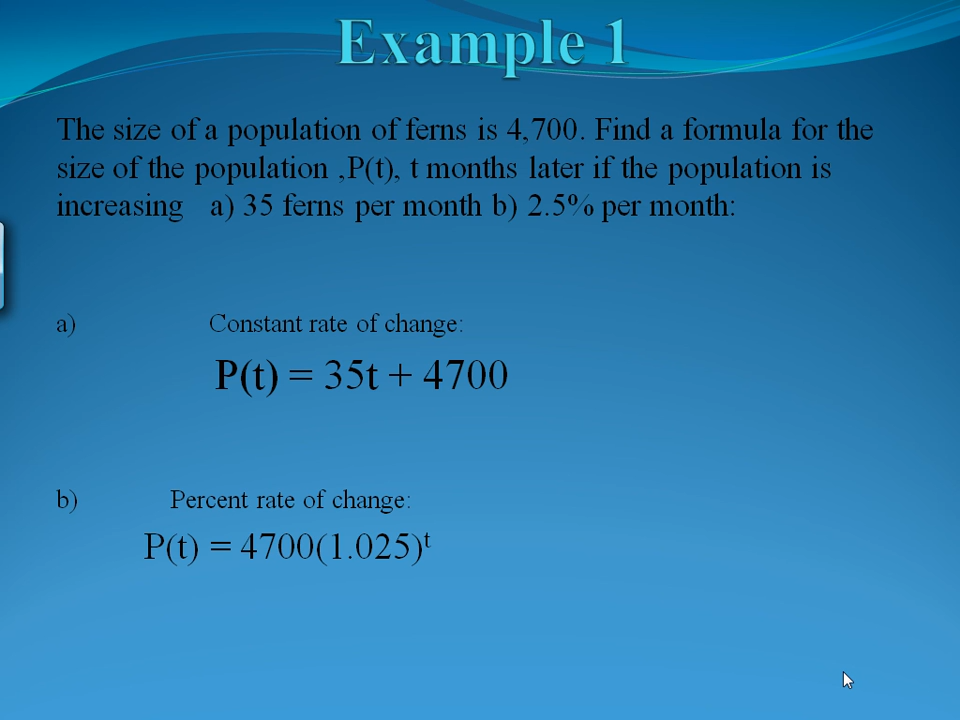 Example 1
The size of a population of ferns is 4,700. Find a formula for the
size of the population ,P(t), t months later if the population is
increasing a) 35 ferns per month b) 2.5% per month:
a) Constant rate of change:
P(t) = 35t + 4700
b) Percent rate of change:
P(t) = 4700(1.025)ᵗ